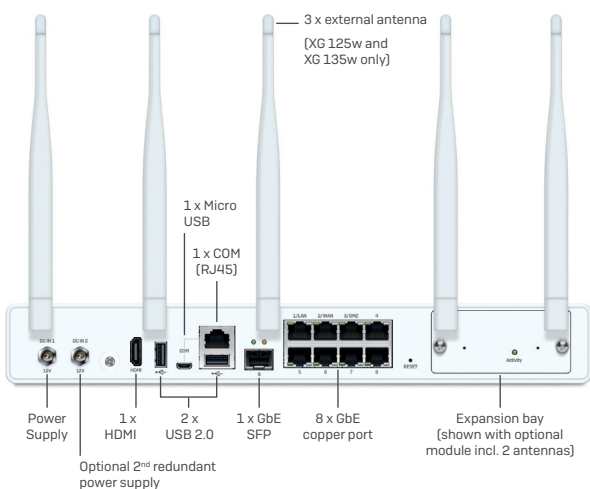 3 x external antenna
(XG 125w and
XG 135w only)
1 x Micro
USB
1 x COM
(RJ45)
1/LAN 2/WAN 3/DMZ 4
DC IN 1 DC IN 2
COM
12V 12V
HDMI
5 6 7 8
RESET
Activity
Power
Supply
1 x
HDMI
2 x
USB 2.0
1 x GbE
SFP
8 x GbE
copper port
Expansion bay
(shown with optional
module incl. 2 antennas)
Optional 2nd redundant
power supply